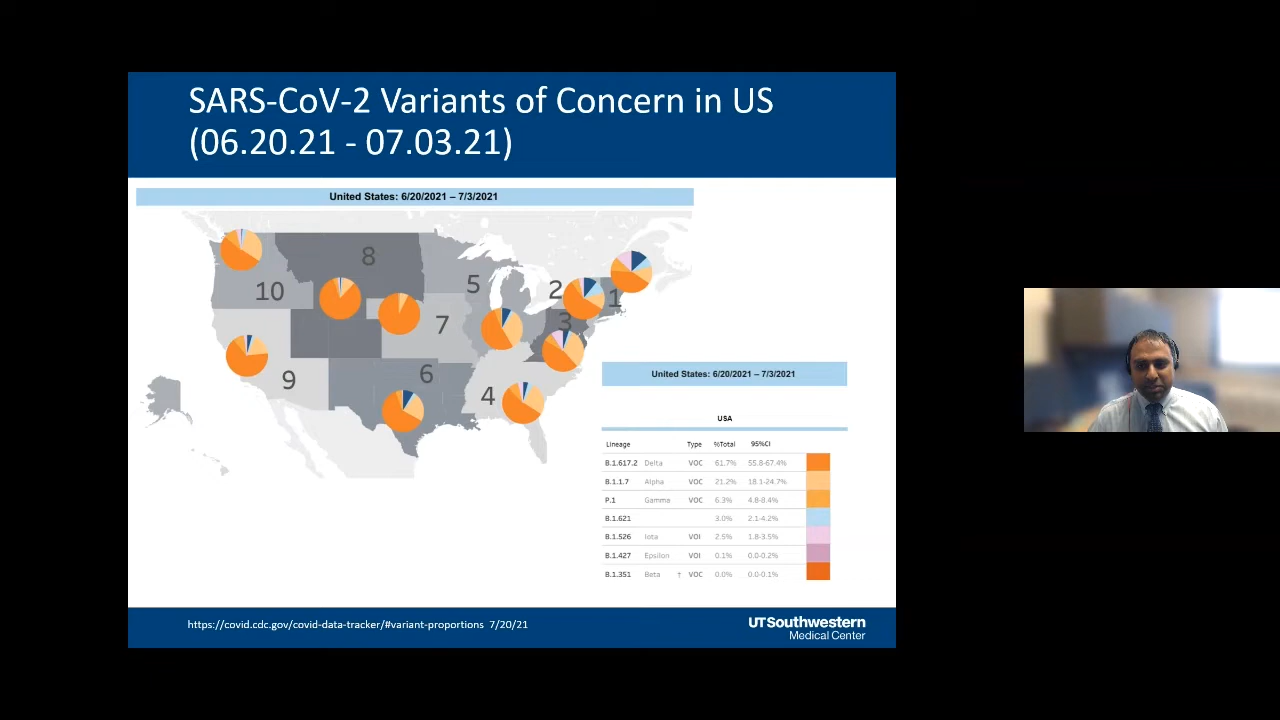 SARS-CoV-2 Variants of Concern in US
(06.20.21 - 07.03.21)
United States: 6/20/2021 – 7/3/2021
8
10
5
2
1
7
3
6
9
4
United States: 6/20/2021 – 7/3/2021
USA
Lineage Type %Total 95%CI
B.1.617.2 Delta VOC 61.7% 55.8-67.4%
B.1.1.7 Alpha VOC 21.2% 18.1-24.7%
P.1 Gamma VOC 6.3% 4.8-8.4%
B.1.621 3.0% 2.1-4.2%
B.1.526 Iota VOI 2.5% 1.8-3.5%
B.1.427 Epsilon VOI 0.1% 0.0-0.2%
B.1.351 Beta † VOC 0.0% 0.0-0.1%
https://covid.cdc.gov/covid-data-tracker/#variant-proportions 7/20/21
UTSouthwestern
Medical Center